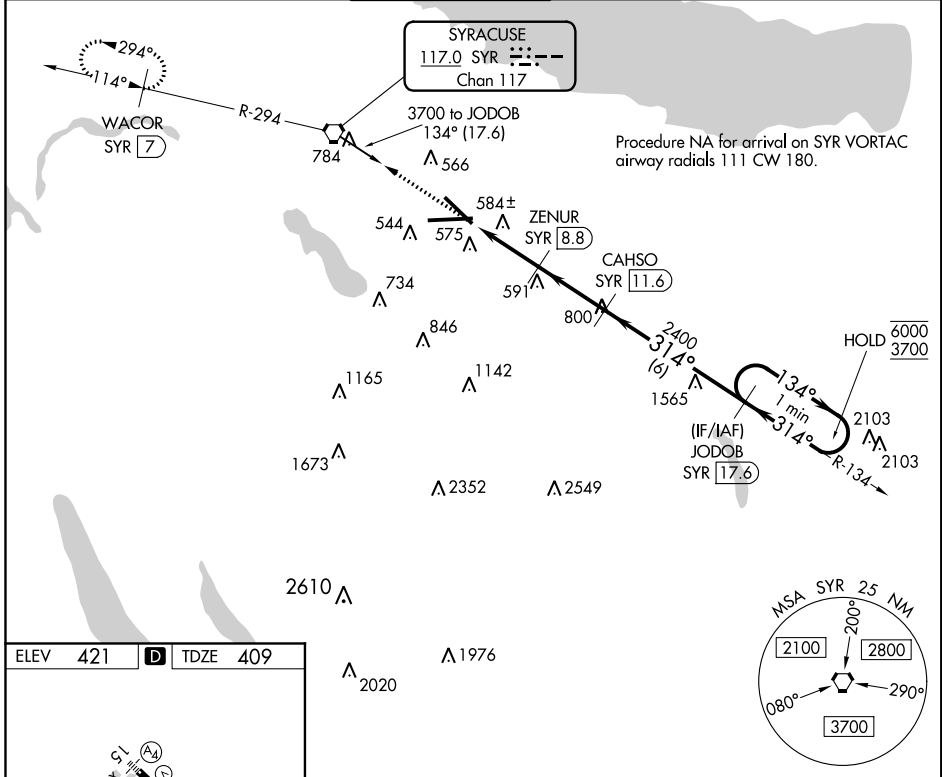 SYRACUSE
117.0 SYR
Chan 117
294°
114°
WACOR
SYR 7
R-294
3700 to JODOB
134° (17.6)
784
566
Procedure NA for arrival on SYR VORTAC
airway radials 111 CW 180.
584±
544
575
ZENUR
SYR 8.8
591
CAHSO
SYR 11.6
800
734
846
2400
314°
(6)
HOLD 6000
3700
1165
1142
1565
134°
1 min
314°
(IF/IAF)
JODOB
SYR 17.6
2103
2103
R-134
1673
2352
2549
2610
MSA SYR 25 NM
200°
2100
2800
080°
290°
3700
ELEV 421 D TDZE 409
1976
2020
15
A4